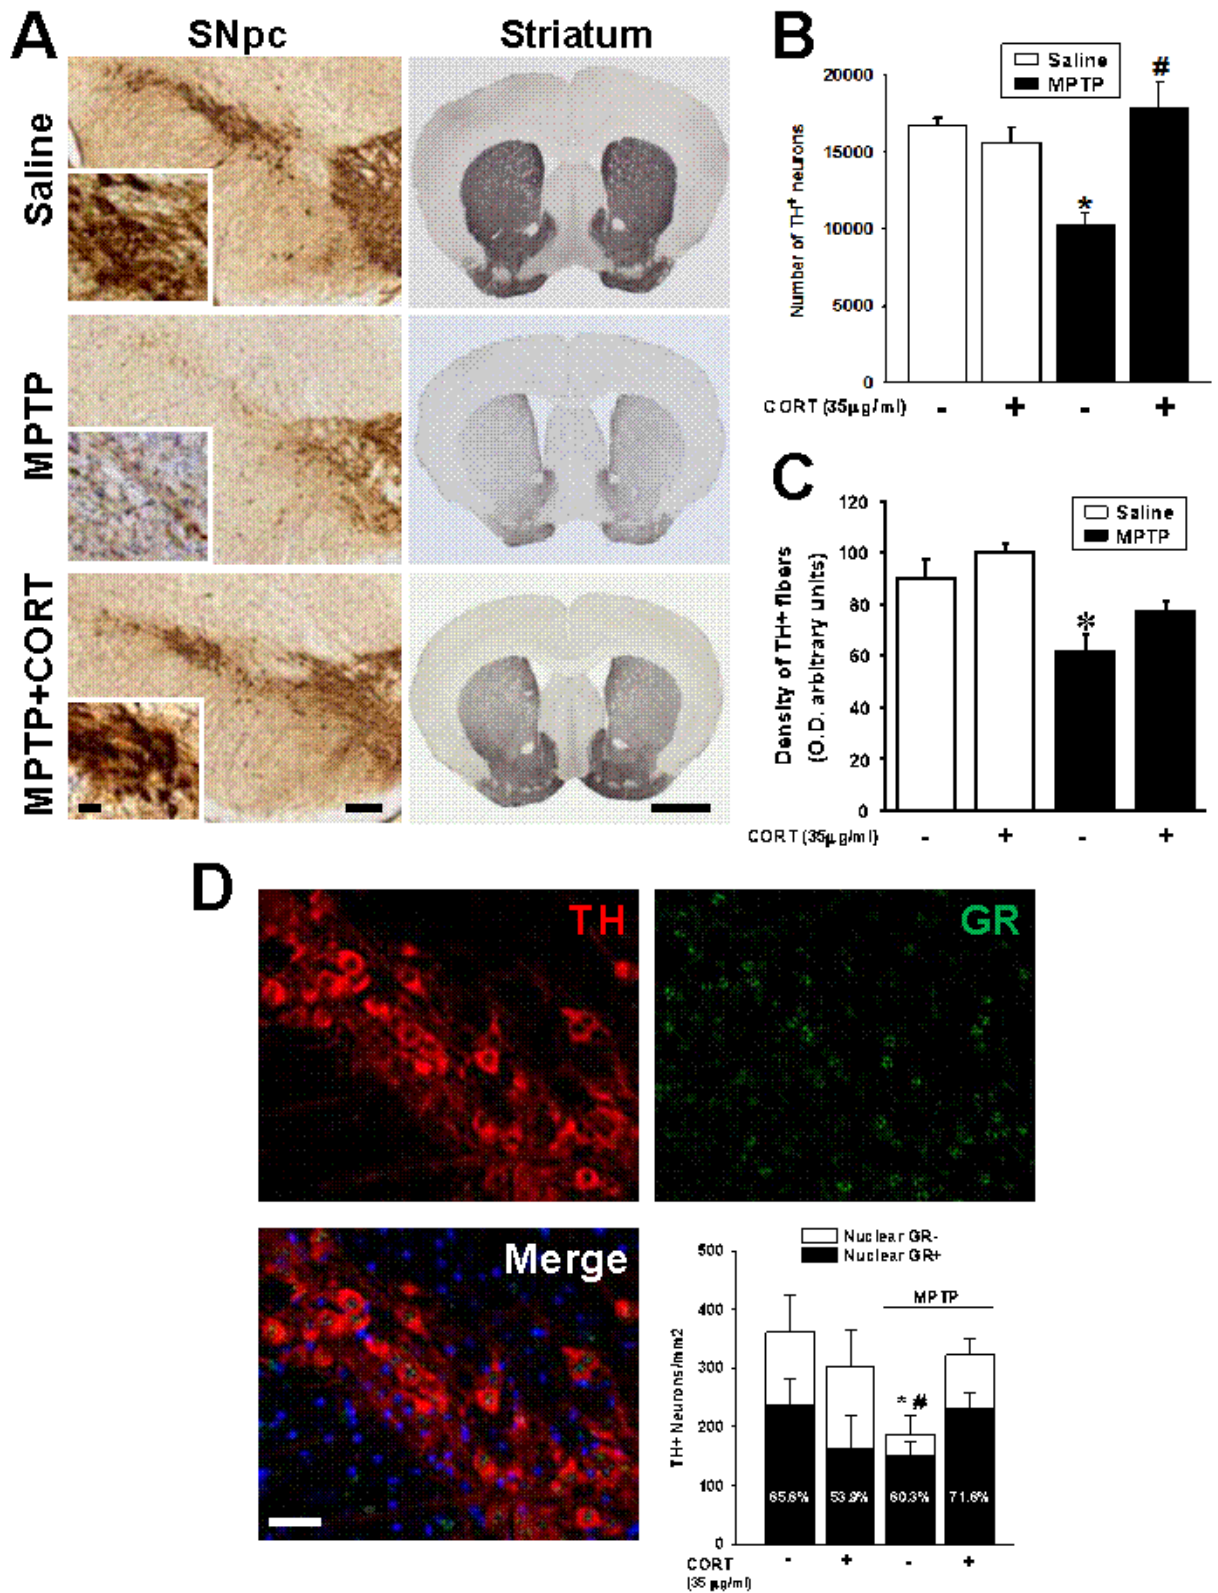 A
SNpc
Striatum
Saline
MPTP
MPTP+CORT
B
Saline
MPTP
Number of TH+ neurons
20000
15000
10000
5000
0
*
#
CORT (35µg/ml)
- + - +
C
Saline
MPTP
Density of TH+ fibers
(O.D. arbitrary units)
120
100
80
60
40
20
0
*
CORT (35µg/ml)
- + - +
D
TH
GR
Merge
Nuclear GR-
Nuclear GR+
MPTP
TH+ Neurons/mm2
500
400
300
200
100
0
* #
65.6% 53.9% 80.3% 71.6%
CORT
(35 µg/ml)
- + - +